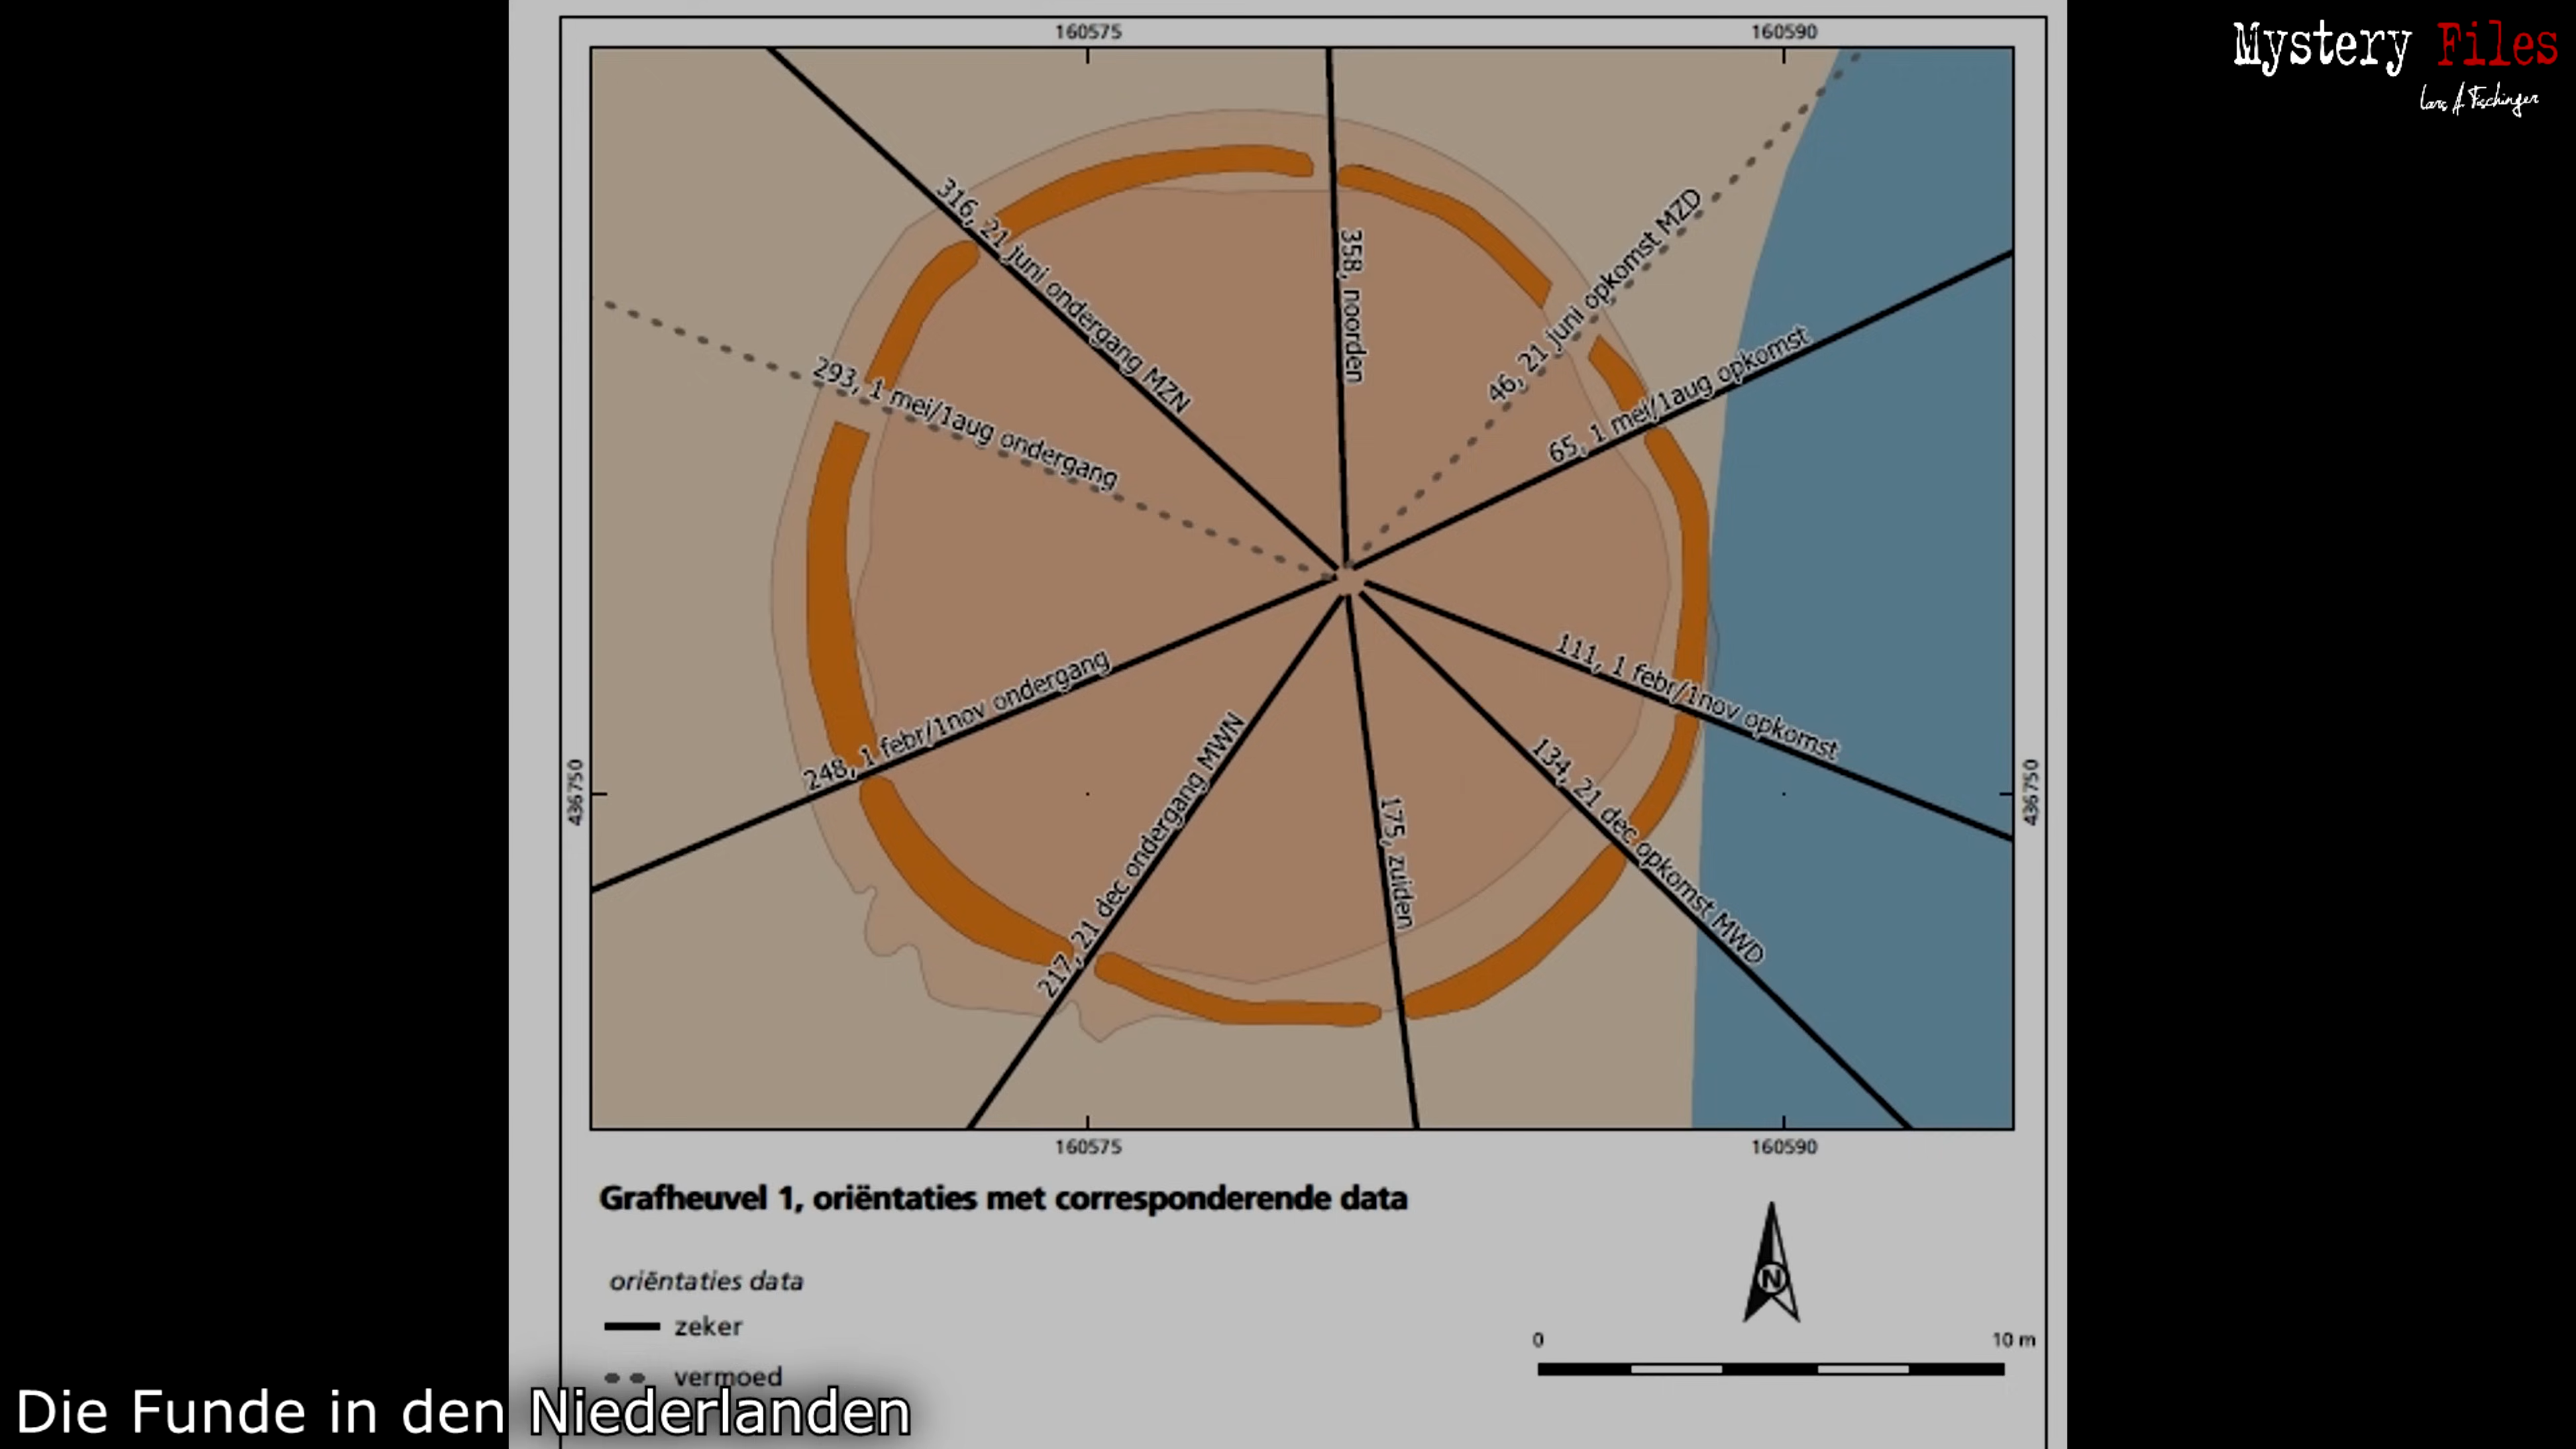 160575
160590
Mystery Files
Lars A. Fischinger
316, 21 juni ondergang MZN
358, noorden
46, 21 juni opkomst MZD
65, 1 mei/1aug opkomst
293, 1 mei/1aug ondergang
248, 1 febr/1nov ondergang
217, 21 dec ondergang MWN
175, zuiden
134, 21 dec opkomst MWD
111, 1 febr/1nov opkomst
436750
436750
160575
160590
Grafheuvel 1, oriëntaties met corresponderende data
oriëntaties data
zeker
vermoed
N
0
10 m
Die Funde in den Niederlanden